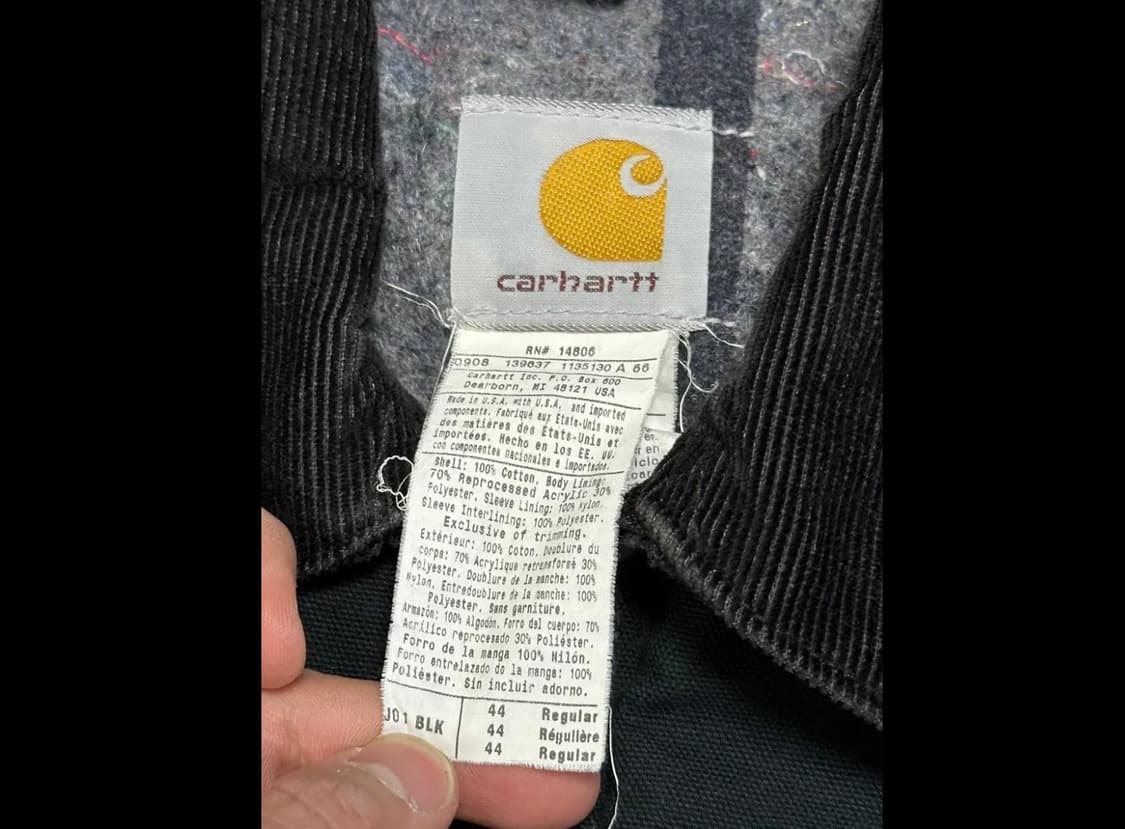 carhartt
RN# 14806
0908 139637 1135130 A 66
Carhartt Inc. P.O. Box 600
Dearborn, MI 48121 USA
Made in U.S.A. with U.S.A. and imported
components. Fabriqué aux États-Unis avec
des matières des États-Unis et
importées. Hecho en los EE. UU.
con componentes nacionales e importados.
Shell: 100% Cotton. Body Lining:
70% Reprocessed Acrylic 30%
Polyester. Sleeve Lining: 100% Nylon.
Sleeve Interlining: 100% Polyester.
Exclusive of trimming.
Extérieur: 100% Coton. Doublure du
corps: 70% Acrylique retransformé 30%
Polyester. Doublure de la manche: 100%
Nylon. Entredoublure de la manche: 100%
Polyester. Sans garniture.
Armazón: 100% Algodón. Forro del cuerpo: 70%
Acrílico reprocesado 30% Poliéster.
Forro de la manga 100% Nilón.
Forro entrelazado de la manga: 100%
Poliéster. Sin incluir adorno.
J01 BLK
44 Regular
44 Régulière
44 Regular